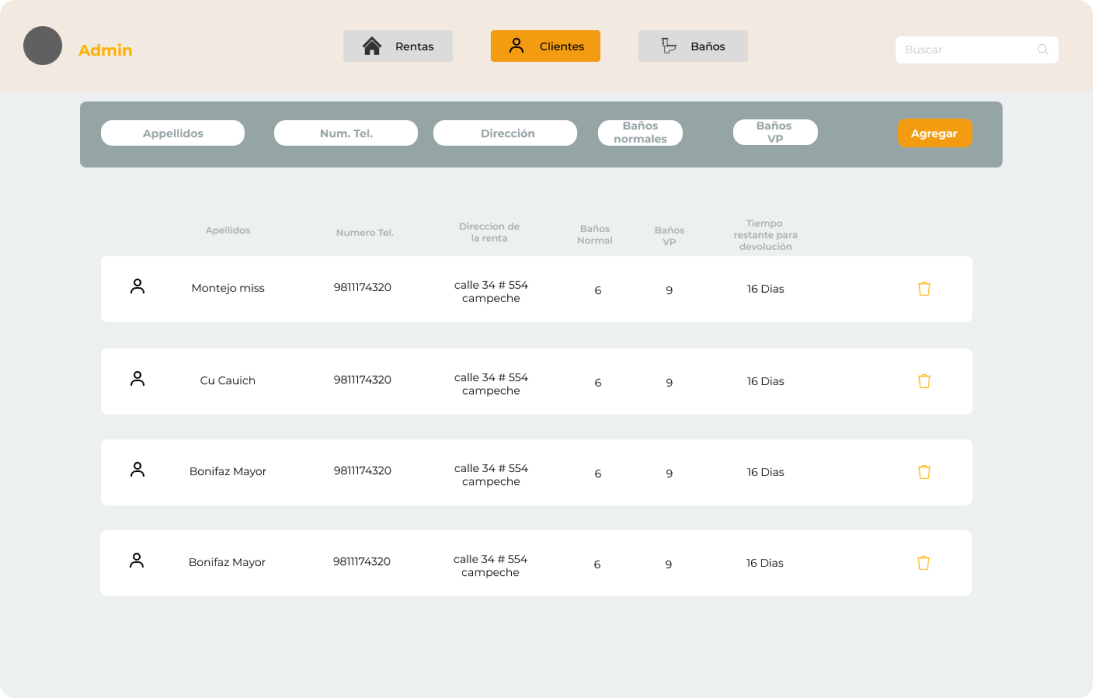 Admin
Rentas
Clientes
Baños
Buscar
Appellidos
Num. Tel.
Dirección
Baños
normales
Baños
VP
Agregar
Apellidos
Numero Tel.
Direccion de
la renta
Baños
Normal
Baños
VP
Tiempo
restante para
devolución
Montejo miss
9811174320
calle 34 # 554
campeche
6
9
16 Dias
Cu Cauich
9811174320
calle 34 # 554
campeche
6
9
16 Dias
Bonifaz Mayor
9811174320
calle 34 # 554
campeche
6
9
16 Dias
Bonifaz Mayor
9811174320
calle 34 # 554
campeche
6
9
16 Dias